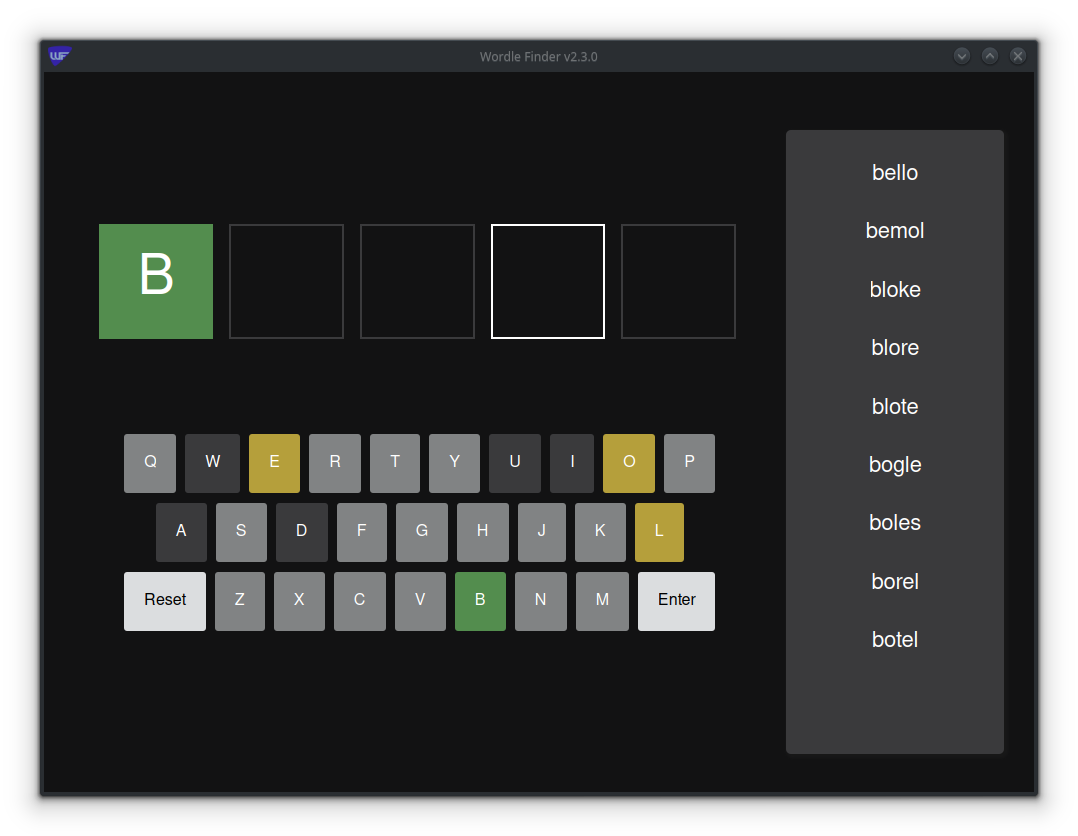 WF
Wordle Finder v2.3.0
B
Q W E R T Y U I O P
A S D F G H J K L
Reset Z X C V B N M Enter
bello
bemol
bloke
blore
blote
bogle
boles
borel
botel